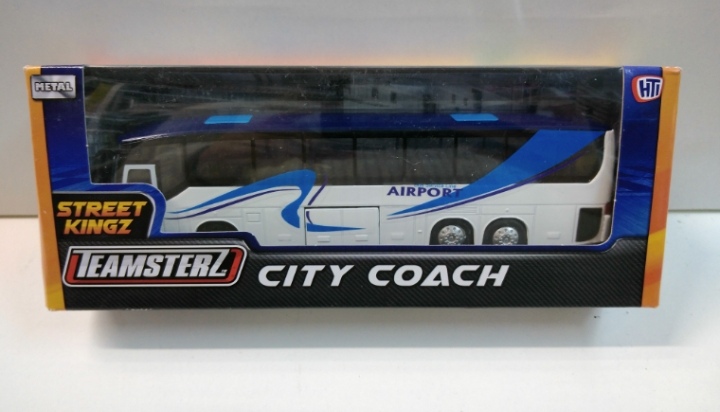 METAL
HTI
AIRPORT
STREET
KINGZ
TEAMSTERZ
CITY COACH